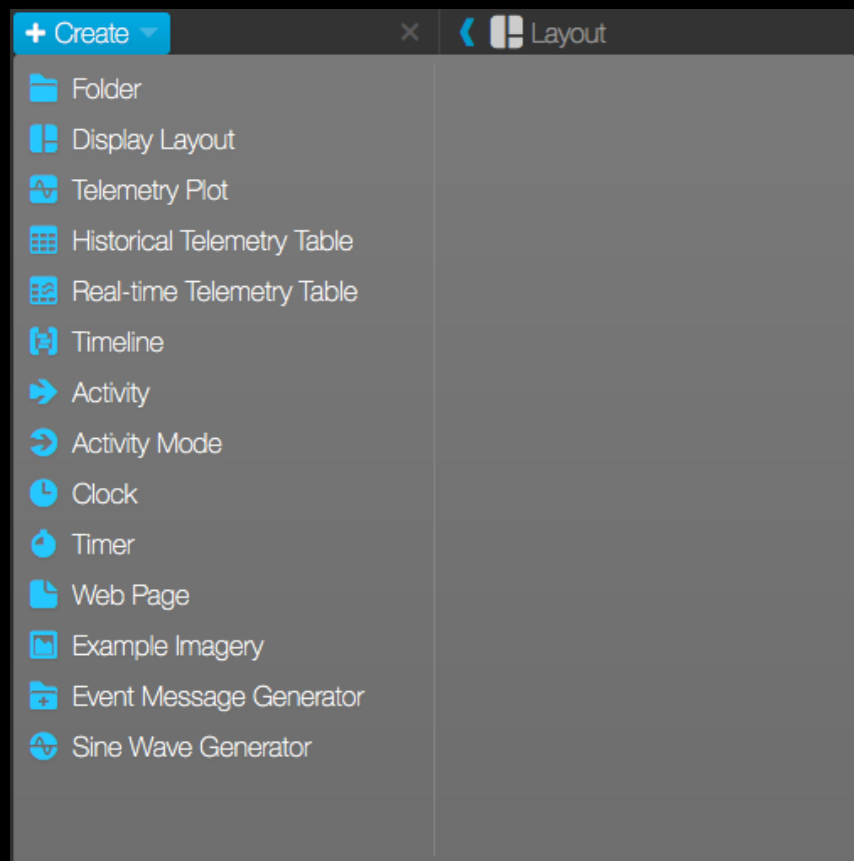 Create
Layout
Folder
Display Layout
Telemetry Plot
Historical Telemetry Table
Real-time Telemetry Table
Timeline
Activity
Activity Mode
Clock
Timer
Web Page
Example Imagery
Event Message Generator
Sine Wave Generator